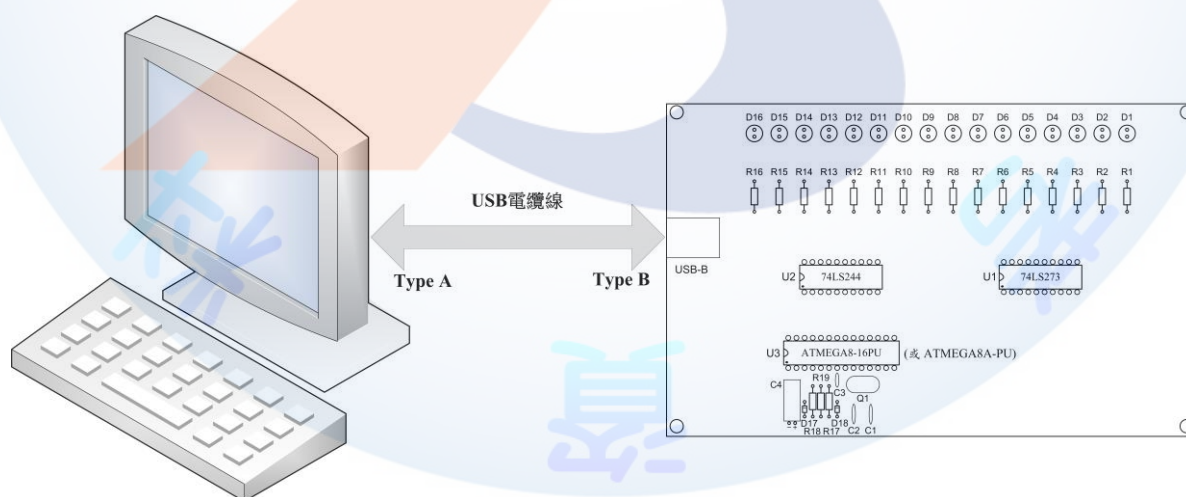 D16 D15 D14 D13 D12 D11 D10 D9 D8 D7 D6 D5 D4 D3 D2 D1
R16 R15 R14 R13 R12 R11 R10 R9 R8 R7 R6 R5 R4 R3 R2 R1
USB電纜線
Type A
Type B
USB-B
U2
74LS244
U1
74LS273
U3
ATMEGA8-16PU
(或 ATMEGA8A-PU)
R19
C4
C3
Q1
D17
D18
R18 R17 C2 C1
資